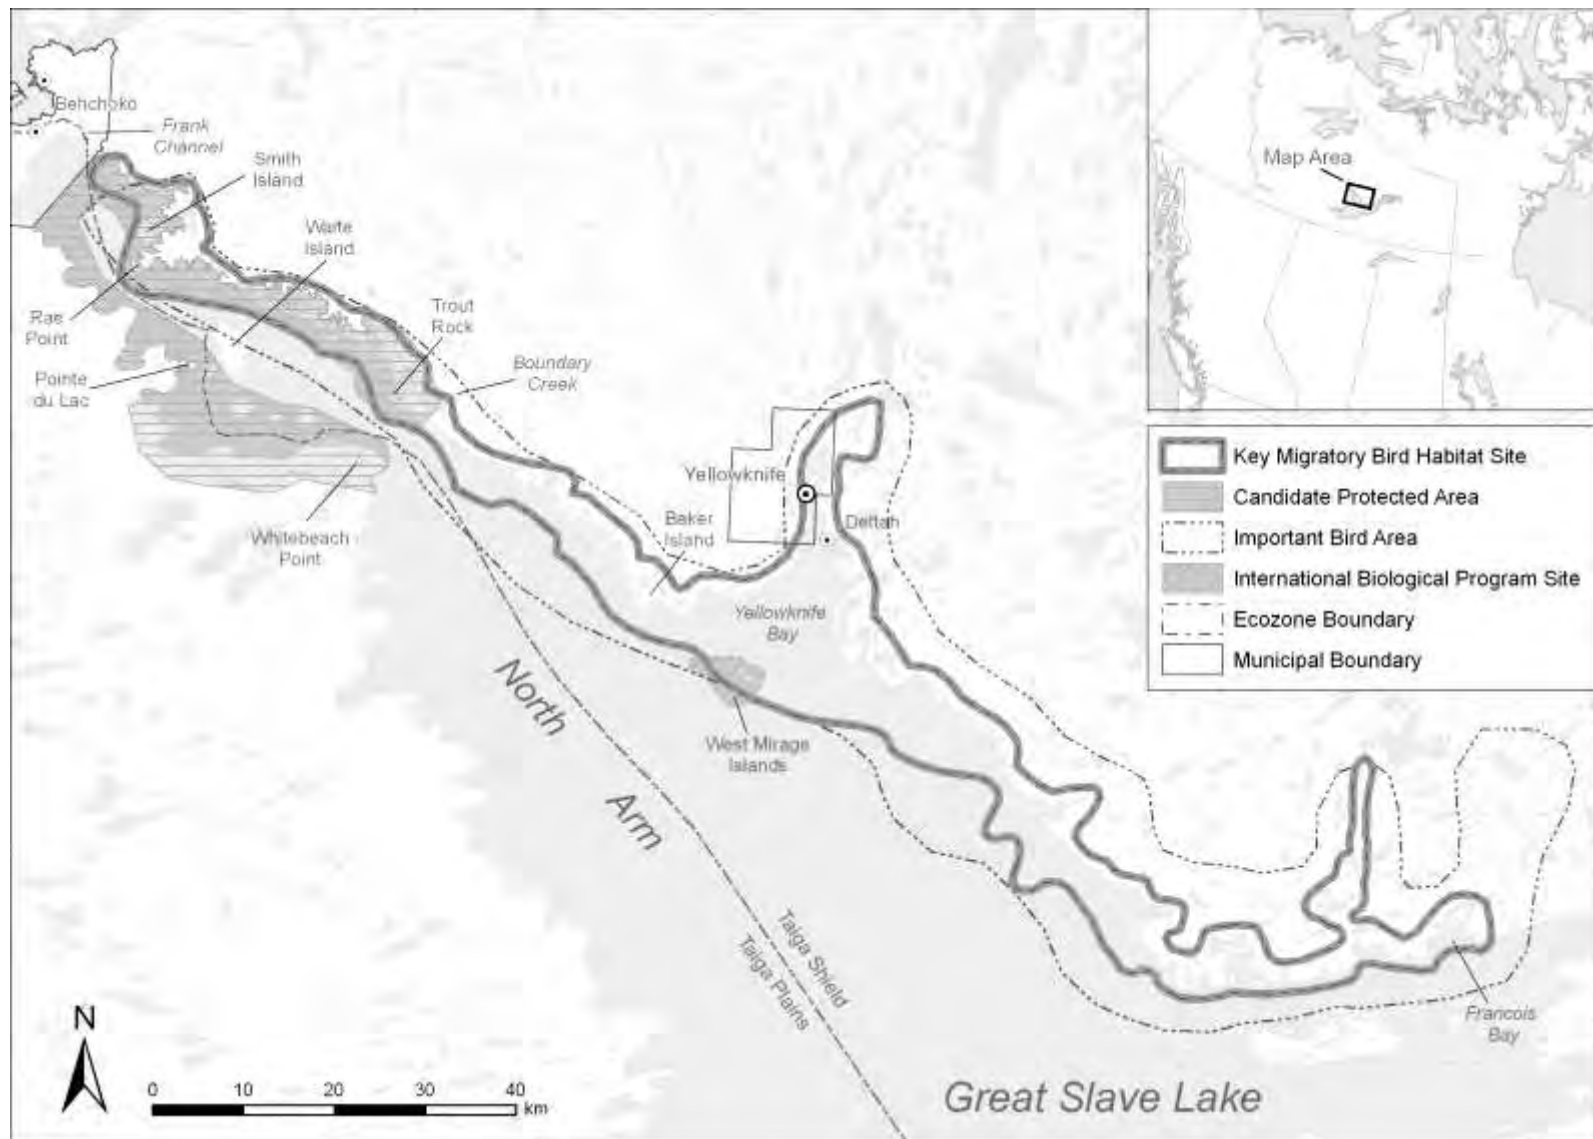 Behchoko
Frank
Channel
Smith
Island
Waite
Island
Trout
Rock
Rae
Point
Boundary
Creek
Pointe
du Lac
Yellowknife
Baker
Island
Dettah
Whitebeach
Point
Yellowknife
Bay
North
Arm
West Mirage
Islands
Taiga Shield
Taiga Plains
Francois
Bay
Great Slave Lake
N
0 10 20 30 40
km
Map Area
Key Migratory Bird Habitat Site
Candidate Protected Area
Important Bird Area
International Biological Program Site
Ecozone Boundary
Municipal Boundary